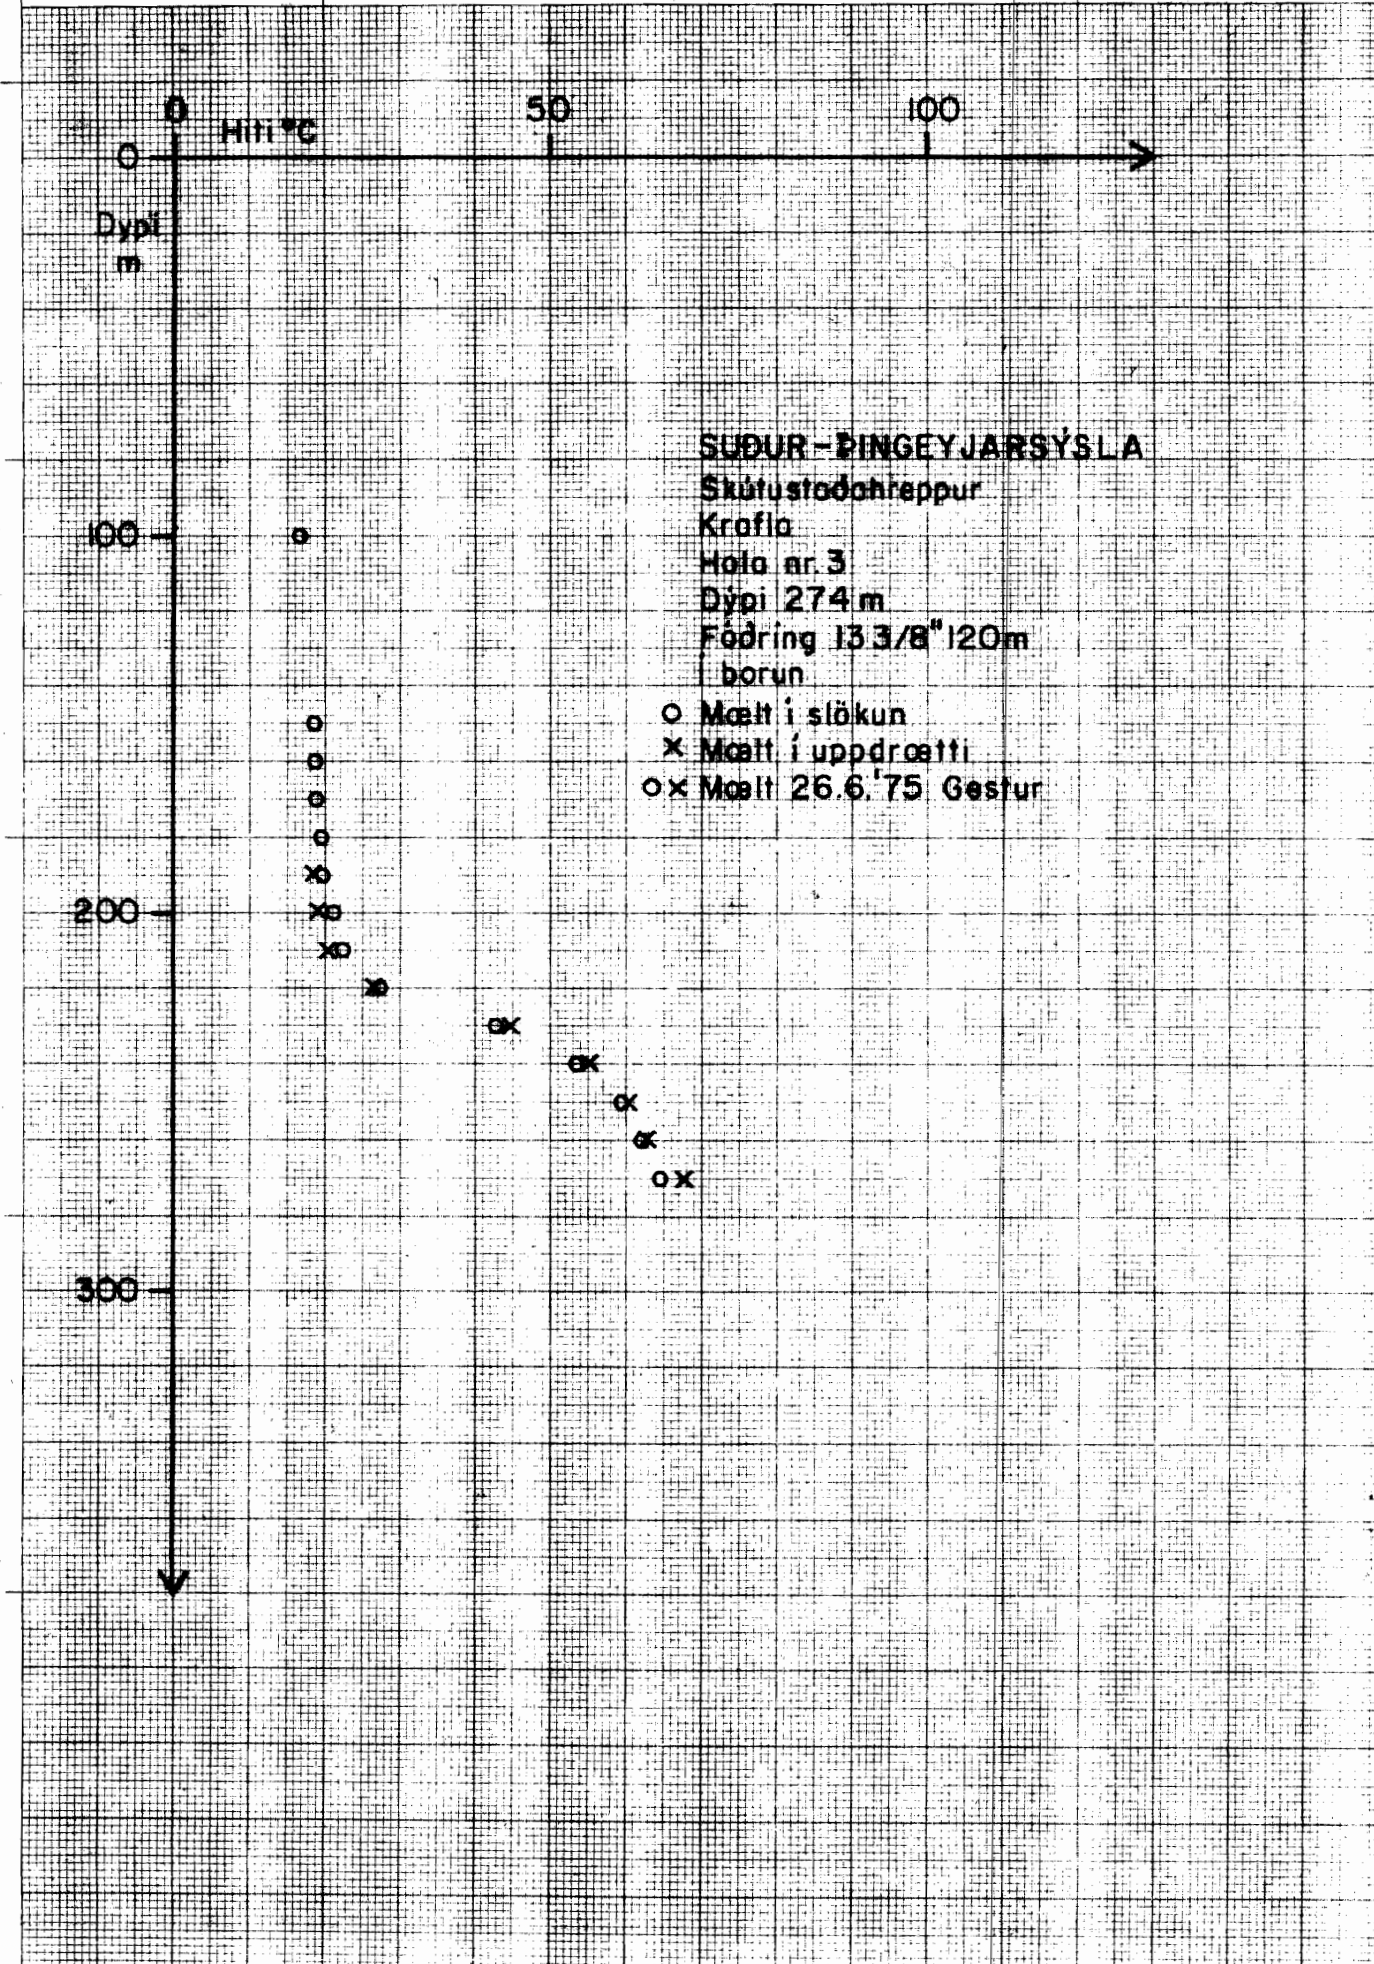 0 50 100
Hiti °C
0
Dýpi
m
SUÐUR-ÞINGEYJARSÝSLA
Skútustaðahreppur
Krafla
100
Hola nr. 3
Dýpi 274 m
Fóðring 13 3/8" 120m
í borun
o Mælt í slökun
x Mælt í uppdrætti
o x Mælt 26.6.'75 Gestur
200
300